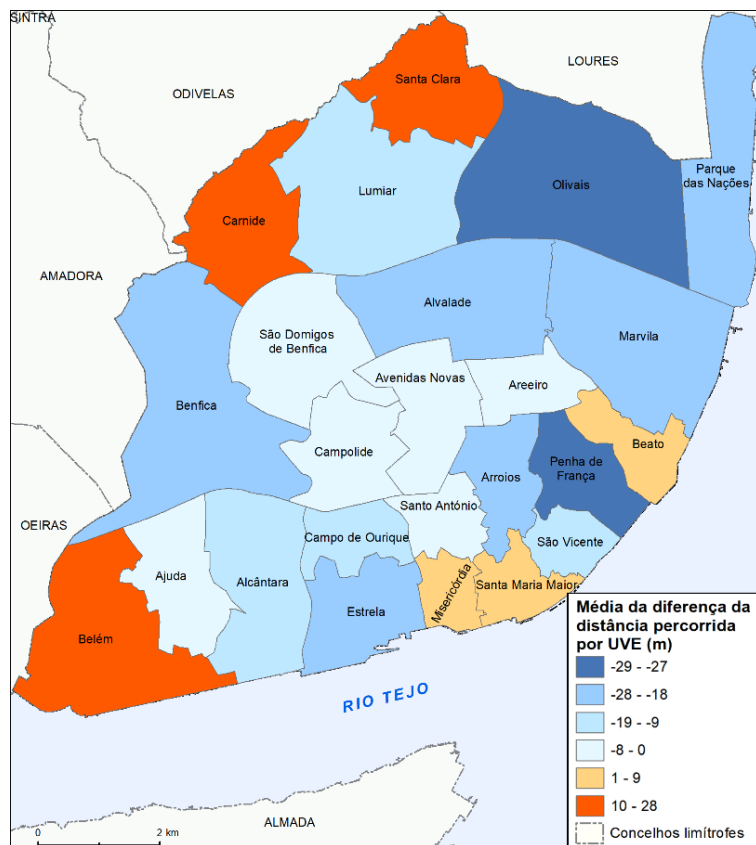 SINTRA
LOURES
Santa Clara
ODIVELAS
Parque
das Nações
Olivais
Lumiar
Carnide
AMADORA
Alvalade
São Domigos
de Benfica
Marvila
Avenidas Novas
Areeiro
Benfica
Beato
Campolide
Penha de
França
Arroios
Santo António
OEIRAS
Campo de Ourique
São Vicente
Ajuda
Alcântara
Santa Maria Maior
Misericórdia
Estrela
Belém
RIO TEJO
ALMADA
0 2 km
Média da diferença da
distância percorrida
por UVE (m)
-29 - -27
-28 - -18
-19 - -9
-8 - 0
1 - 9
10 - 28
Concelhos limítrofes